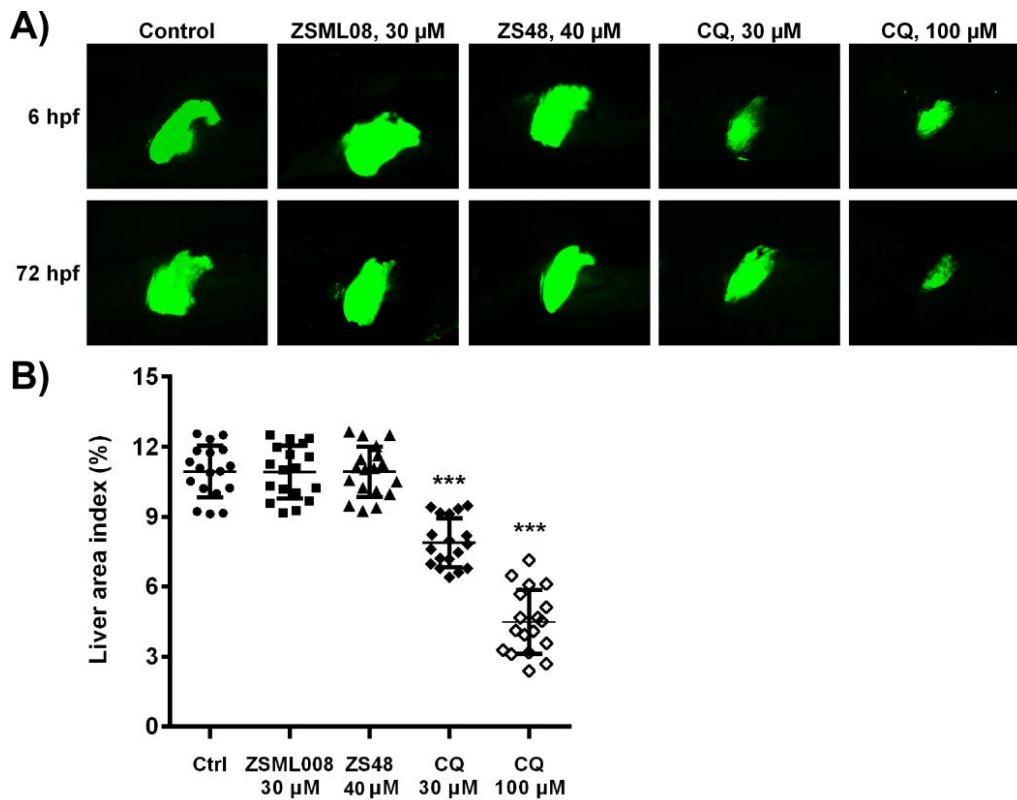 A)
Control ZSML08, 30 µM ZS48, 40 µM CQ, 30 µM CQ, 100 µM
6 hpf
72 hpf
B)
Liver area index (%)
15
12
9
6
3
0
***
***
Ctrl ZSML008 ZS48 CQ CQ
30 µM 40 µM 30 µM 100 µM